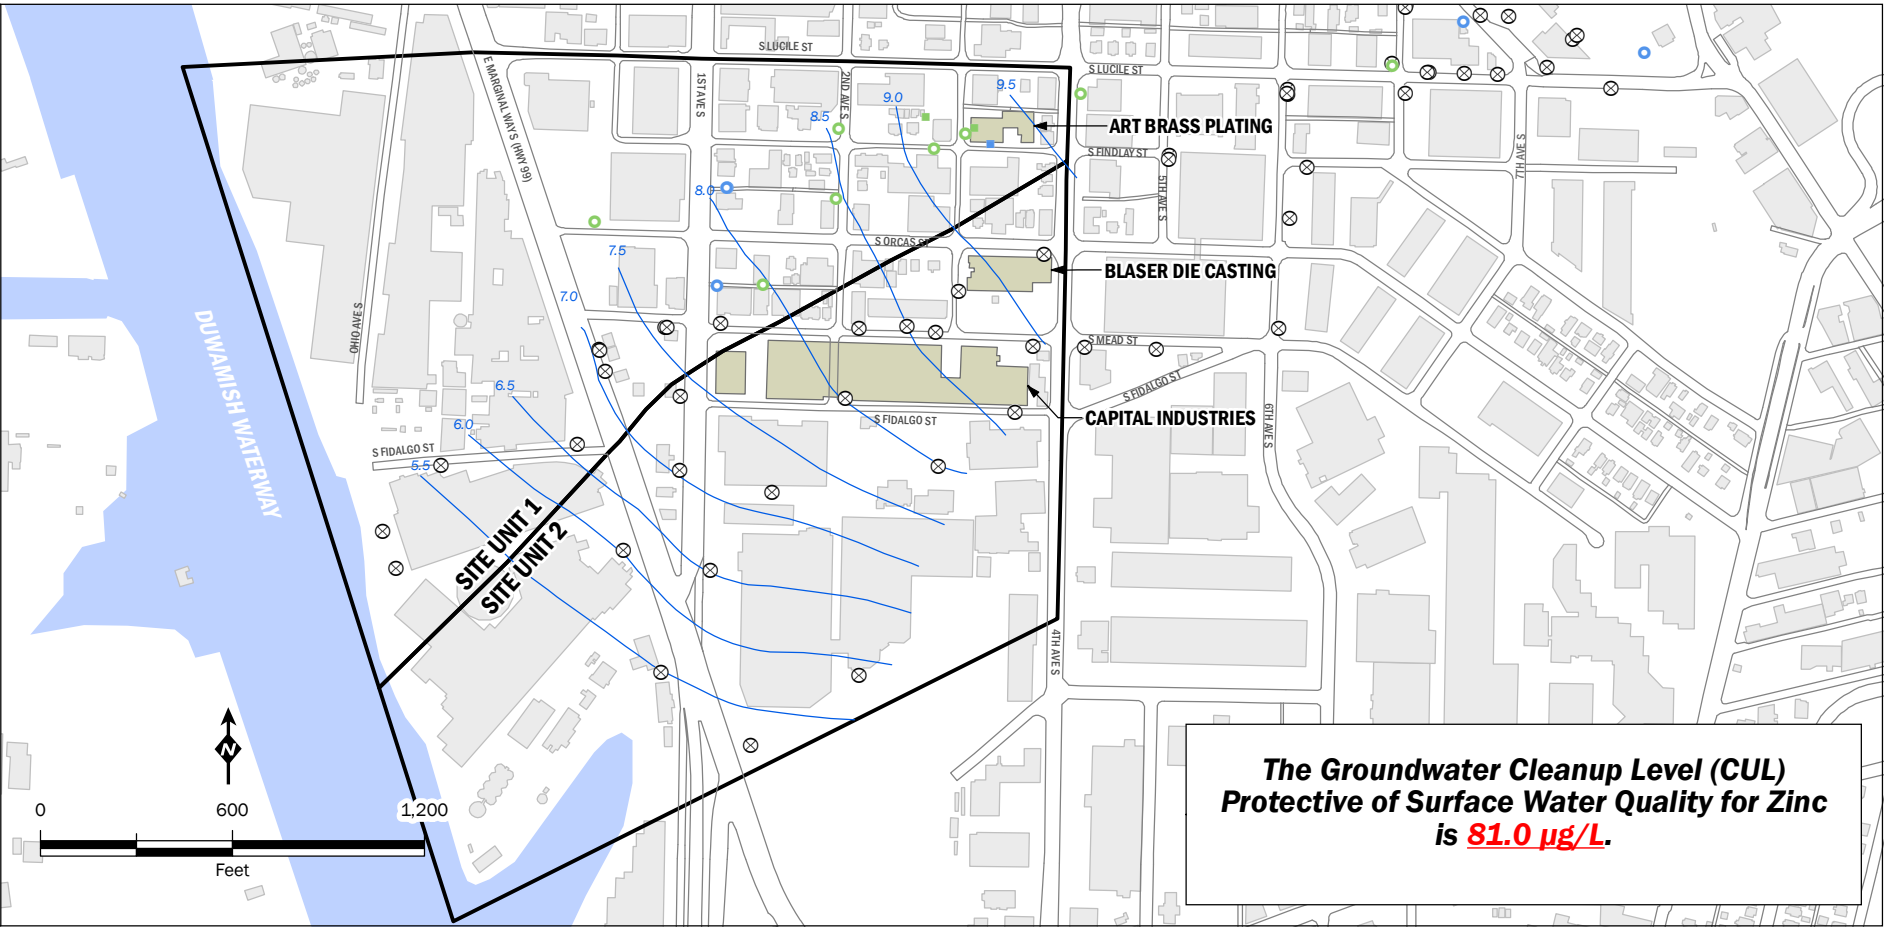 S LUCILE ST
S LUCILE ST
E MARGINAL WAY S (HWY 99)
1ST AVE S
2ND AVE S
8.5
9.0
9.5
ART BRASS PLATING
S FINDLAY ST
5TH AVE S
7TH AVE S
8.0
S ORCAS ST
7.5
7.0
BLASER DIE CASTING
OHIO AVE S
DUWAMISH WATERWAY
S MEAD ST
S FIDALGO ST
6.5
6.0
5.5
S FIDALGO ST
S FIDALGO ST
CAPITAL INDUSTRIES
6TH AVE S
SITE UNIT 1
SITE UNIT 2
4TH AVE S
N
0 600 1,200
Feet
The Groundwater Cleanup Level (CUL)
Protective of Surface Water Quality for Zinc
is 81.0 µg/L.